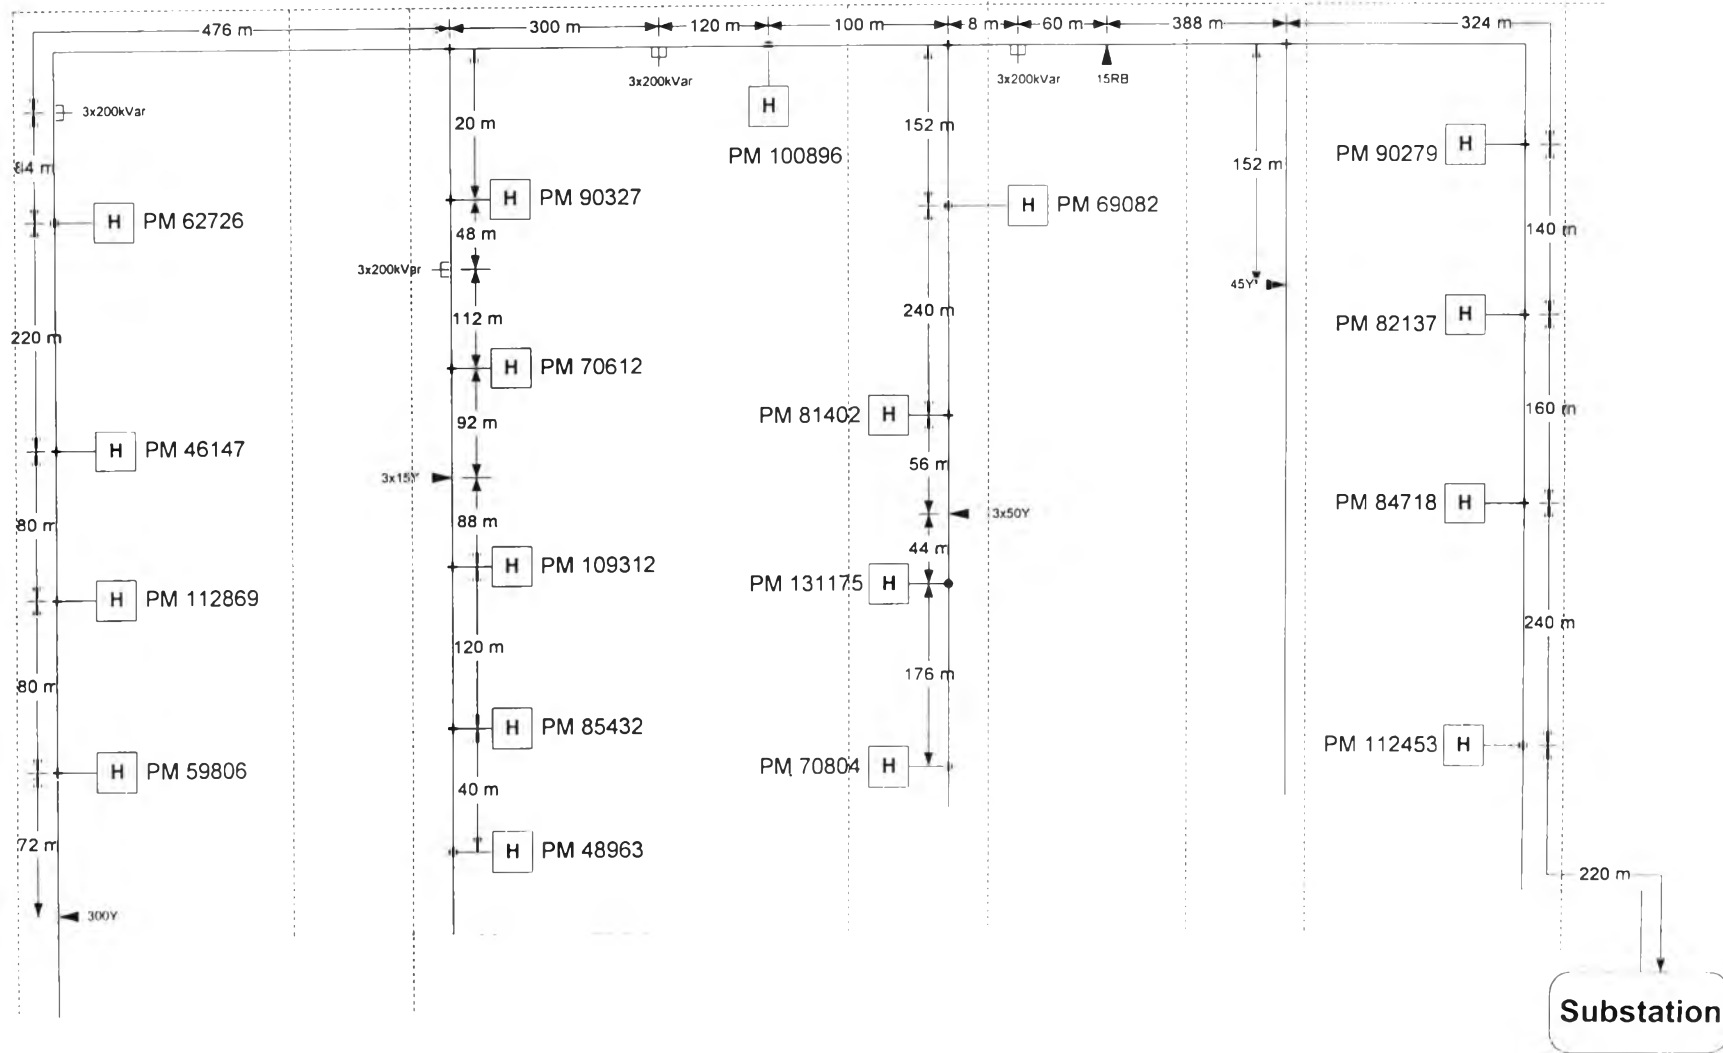 476 m
300 m
120 m
100 m
8 m
60 m
388 m
324 m
3x200kVar
3x200kVar
3x200kVar
15RB
H
PM 100896
84 m
H PM 62726
220 m
H PM 46147
80 m
H PM 112869
80 m
H PM 59806
72 m
300Y
20 m
H PM 90327
48 m
3x200kVar
112 m
H PM 70612
92 m
3x15Y
88 m
H PM 109312
120 m
H PM 85432
40 m
H PM 48963
152 m
H PM 69082
240 m
PM 81402 H
56 m
3x50Y
44 m
PM 131175 H
176 m
PM 70804 H
152 m
45Y
PM 90279 H
140 m
PM 82137 H
160 m
PM 84718 H
240 m
PM 112453 H
220 m
Substation